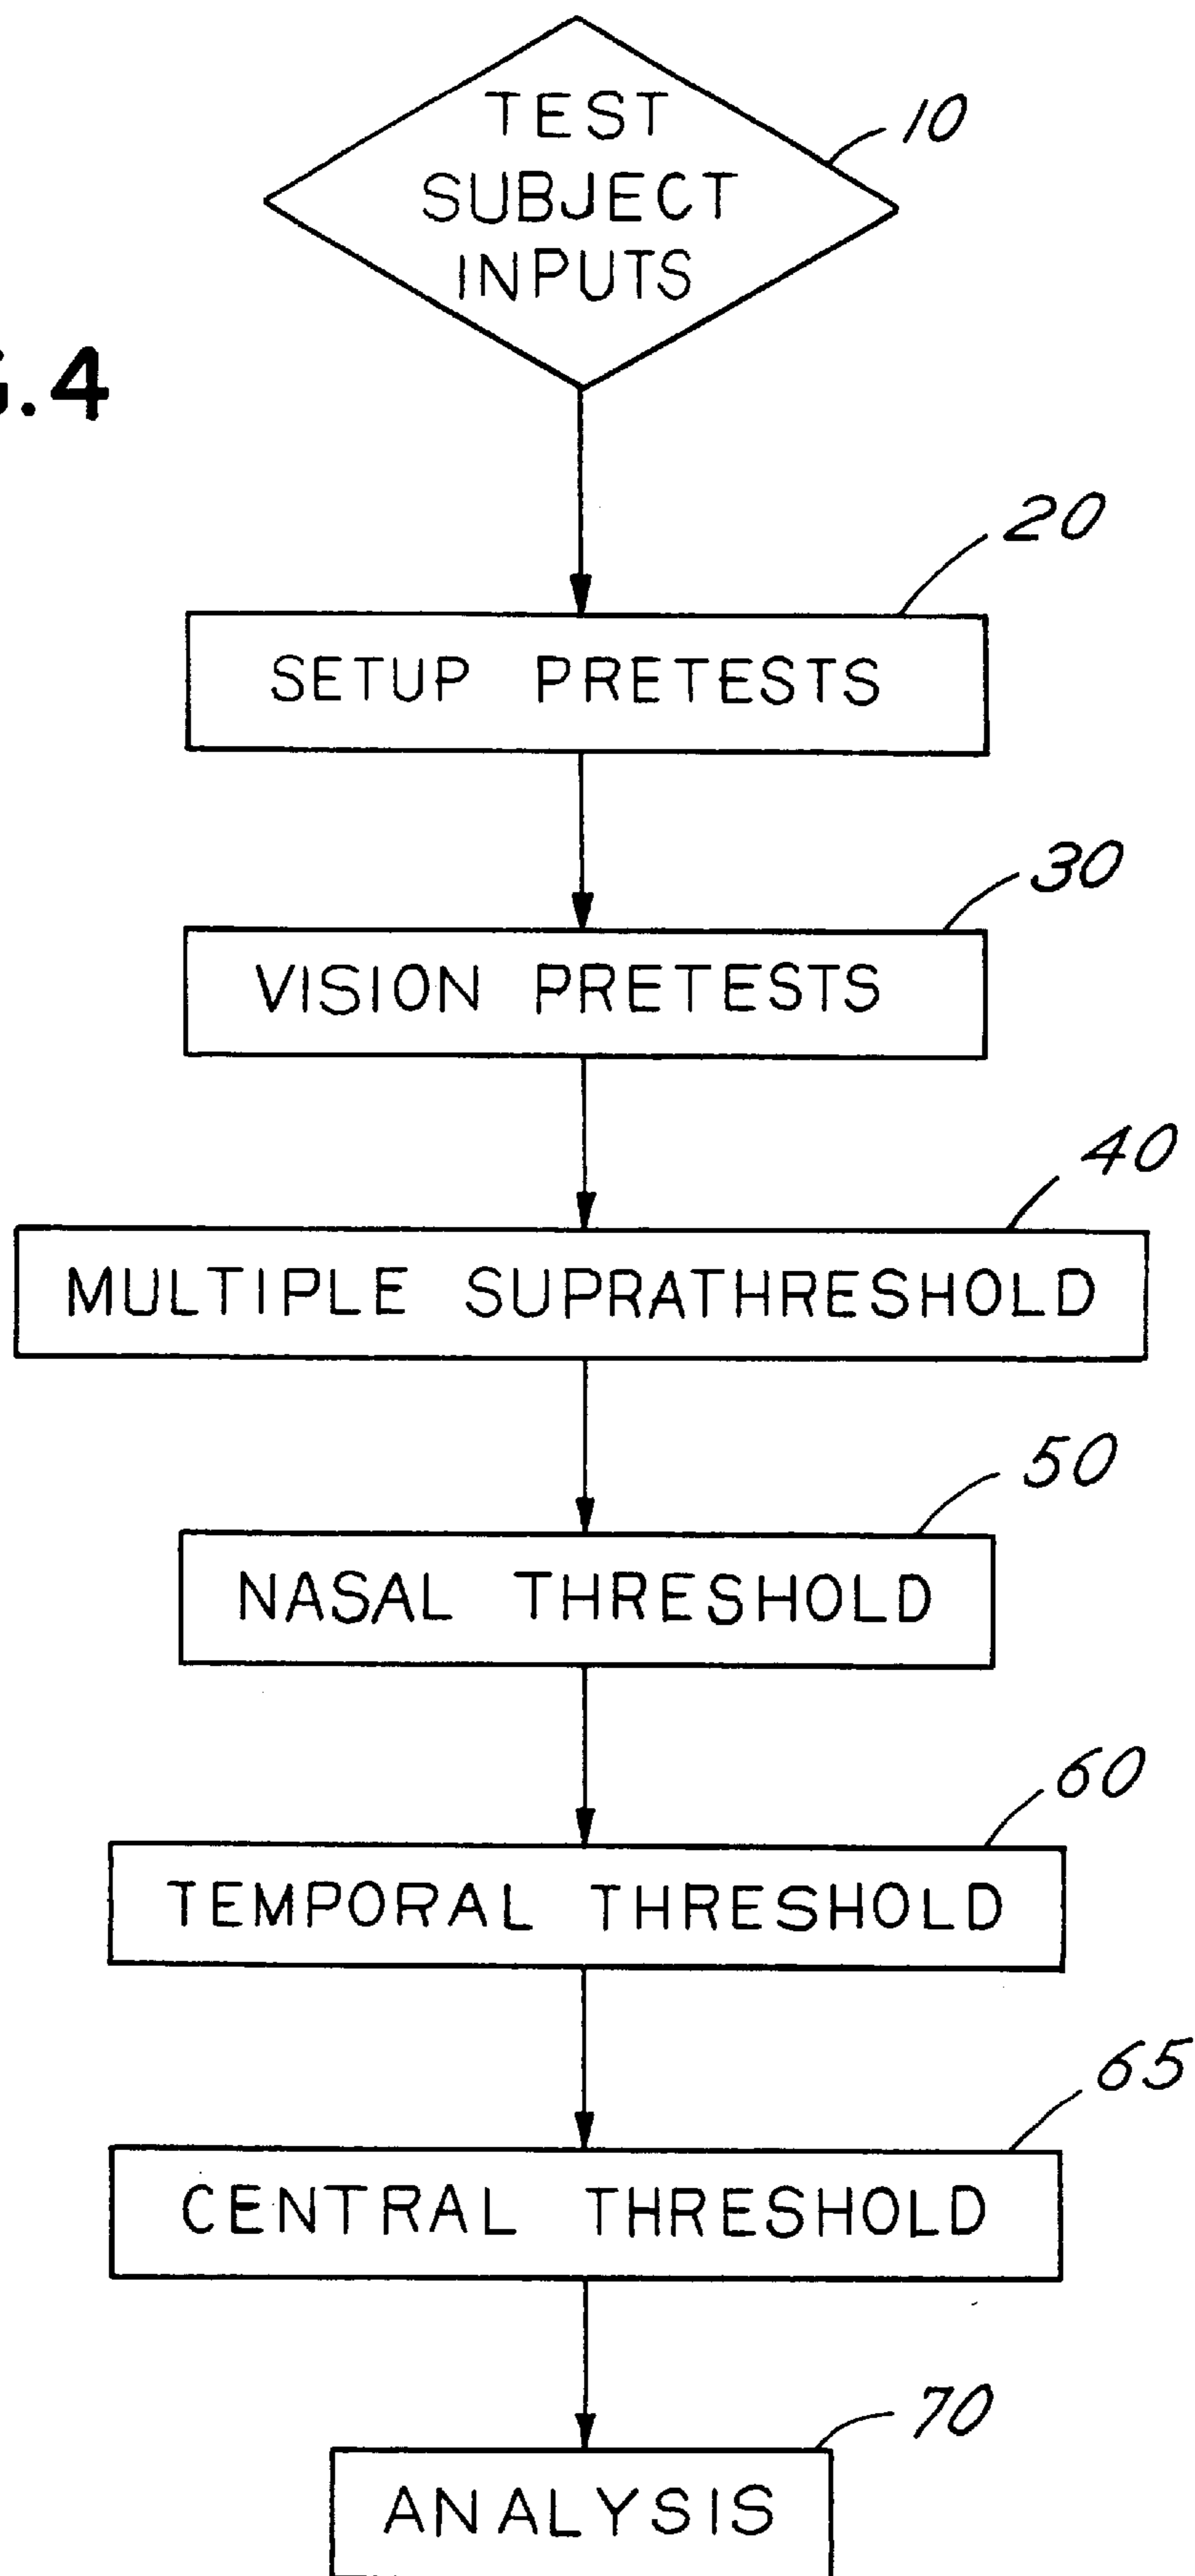 TEST
SUBJECT
INPUTS
10
G.4
20
SETUP PRETESTS
30
VISION PRETESTS
40
MULTIPLE SUPRATHRESHOLD
50
NASAL THRESHOLD
60
TEMPORAL THRESHOLD
65
CENTRAL THRESHOLD
70
ANALYSIS